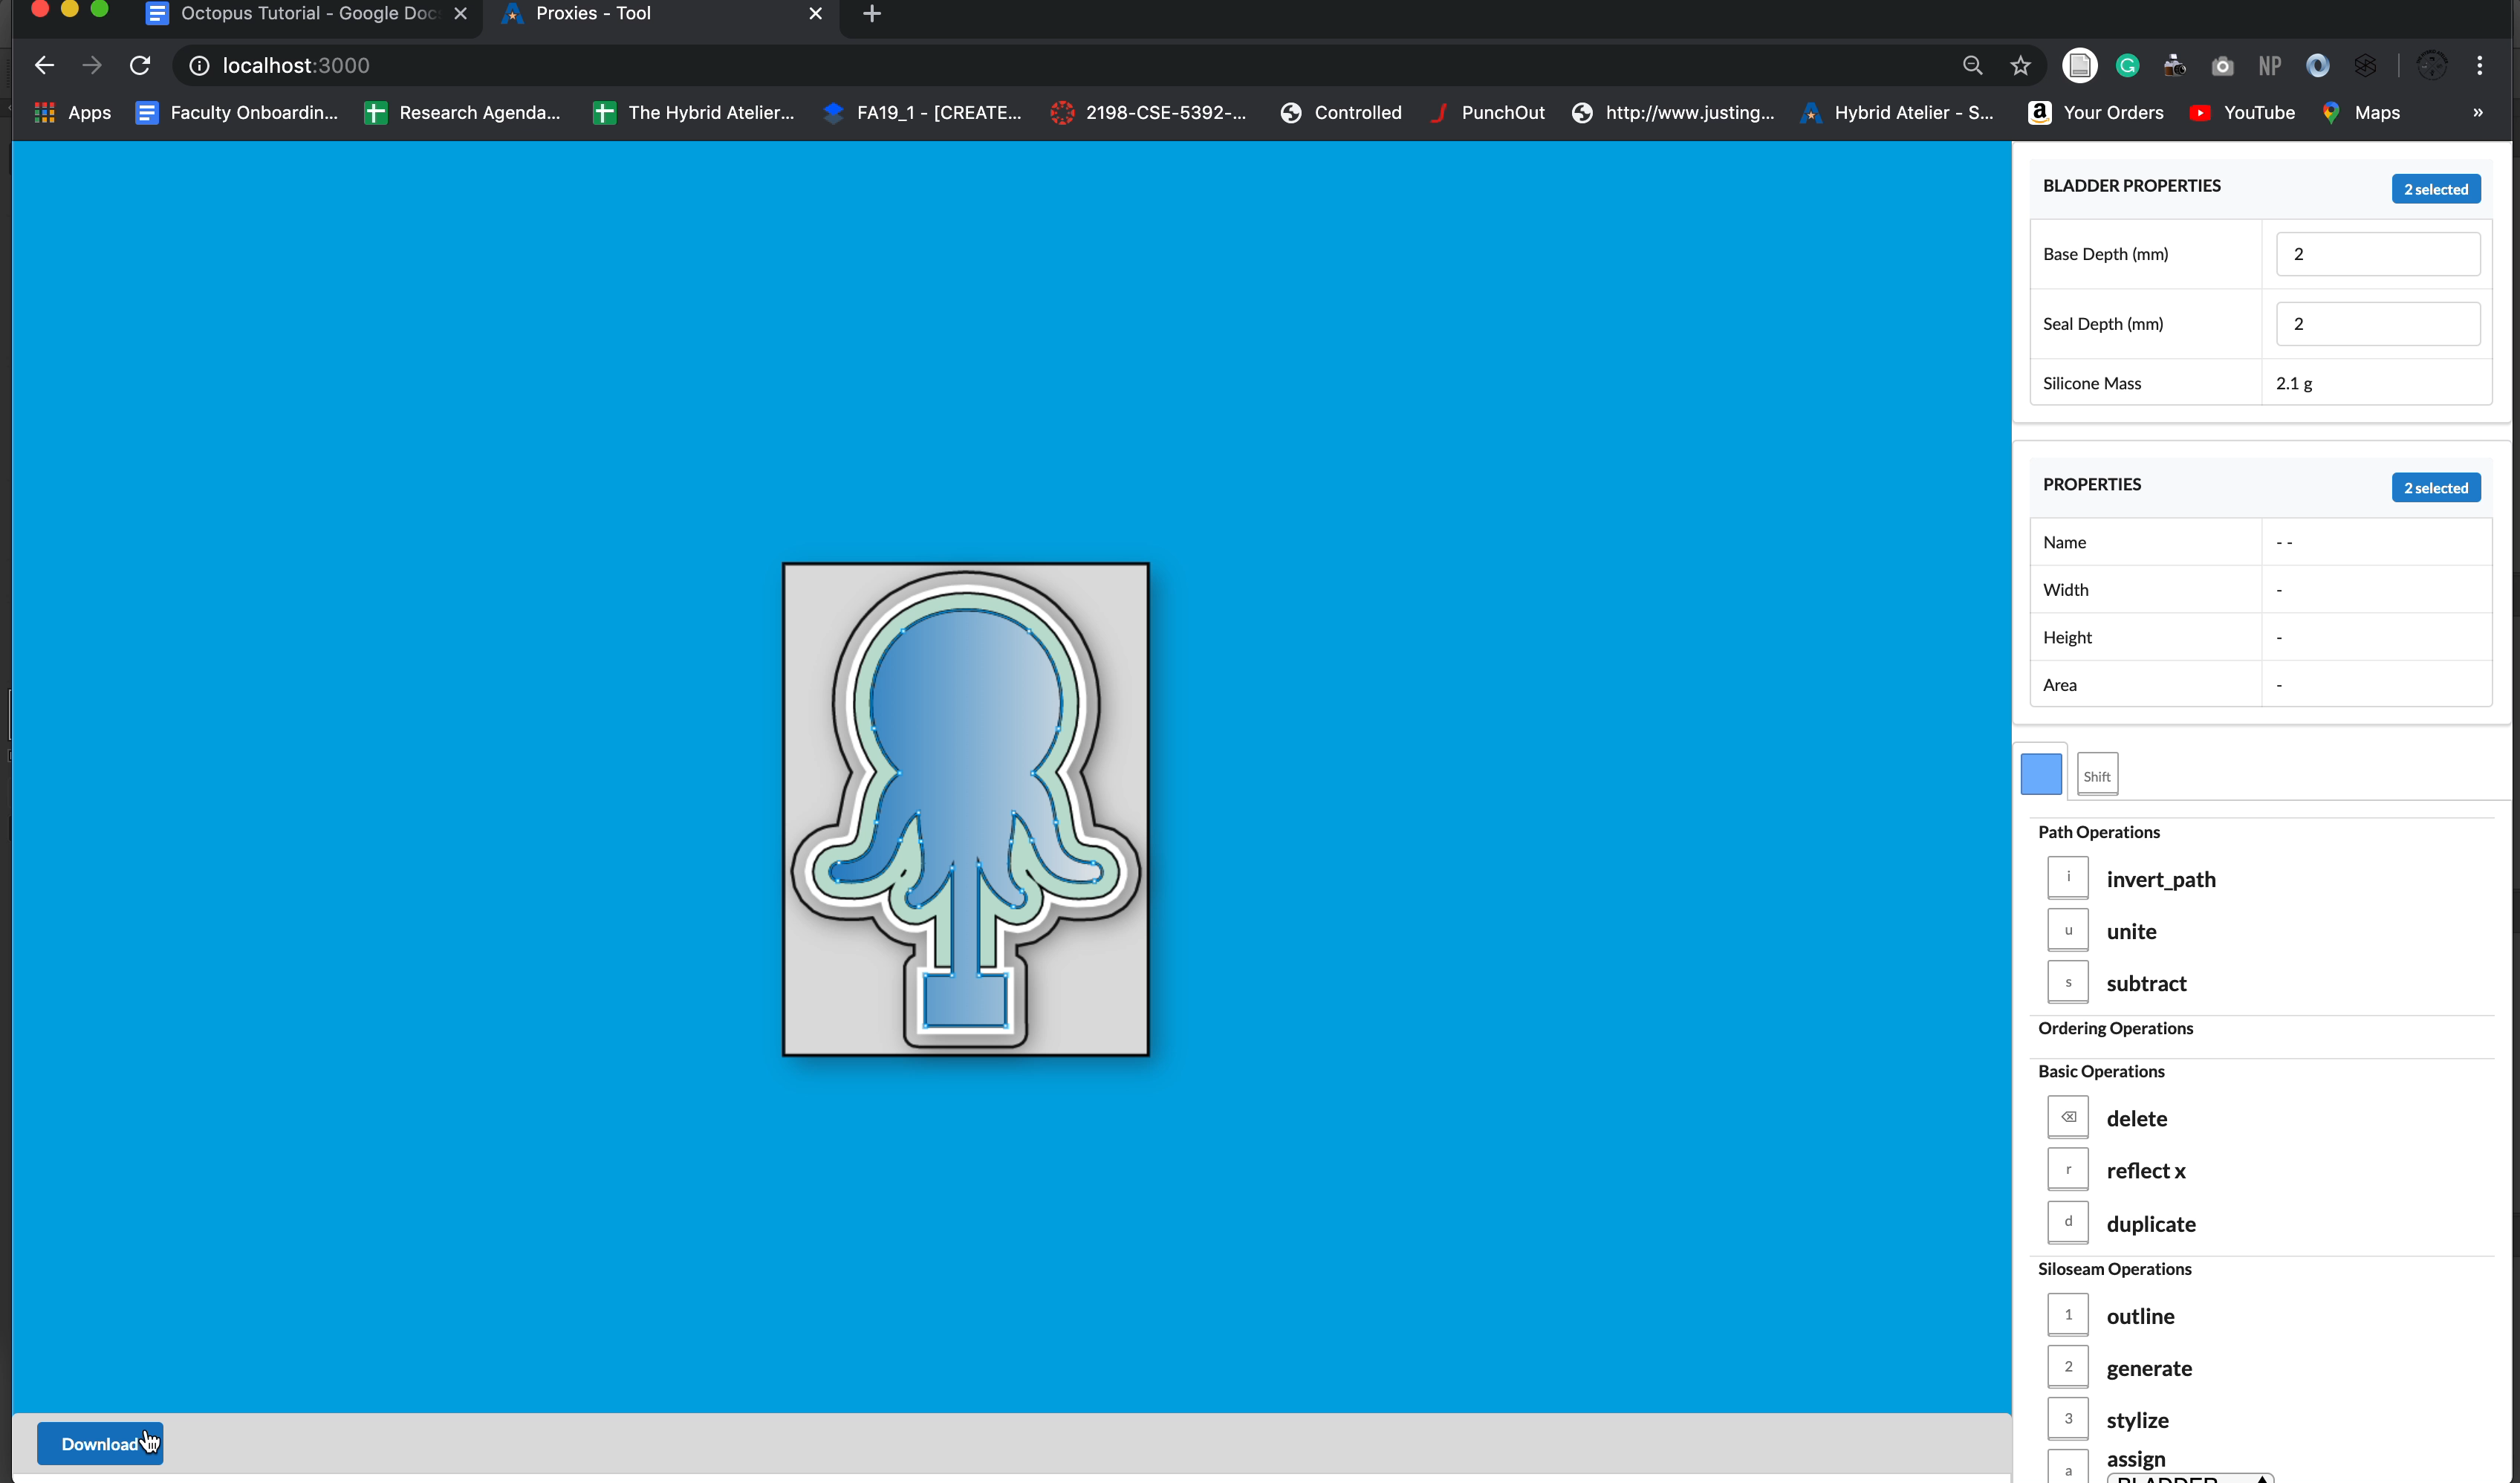 Octopus Tutorial - Google Doc
Proxies - Tool
localhost:3000
NP
Apps
Faculty Onboardin...
Research Agenda...
The Hybrid Atelier...
FA19_1 - [CREATE...
2198-CSE-5392-...
Controlled
PunchOut
http://www.justing...
Hybrid Atelier - S...
Your Orders
YouTube
Maps
»
BLADDER PROPERTIES
2 selected
Base Depth (mm)
2
Seal Depth (mm)
2
Silicone Mass
2.1 g
PROPERTIES
2 selected
Name
- -
Width
-
Height
-
Area
-
Shift
Path Operations
i
invert_path
u
unite
s
subtract
Ordering Operations
Basic Operations
delete
r
reflect x
d
duplicate
Siloseam Operations
1
outline
2
generate
3
stylize
a
assign
BLADDER
Download